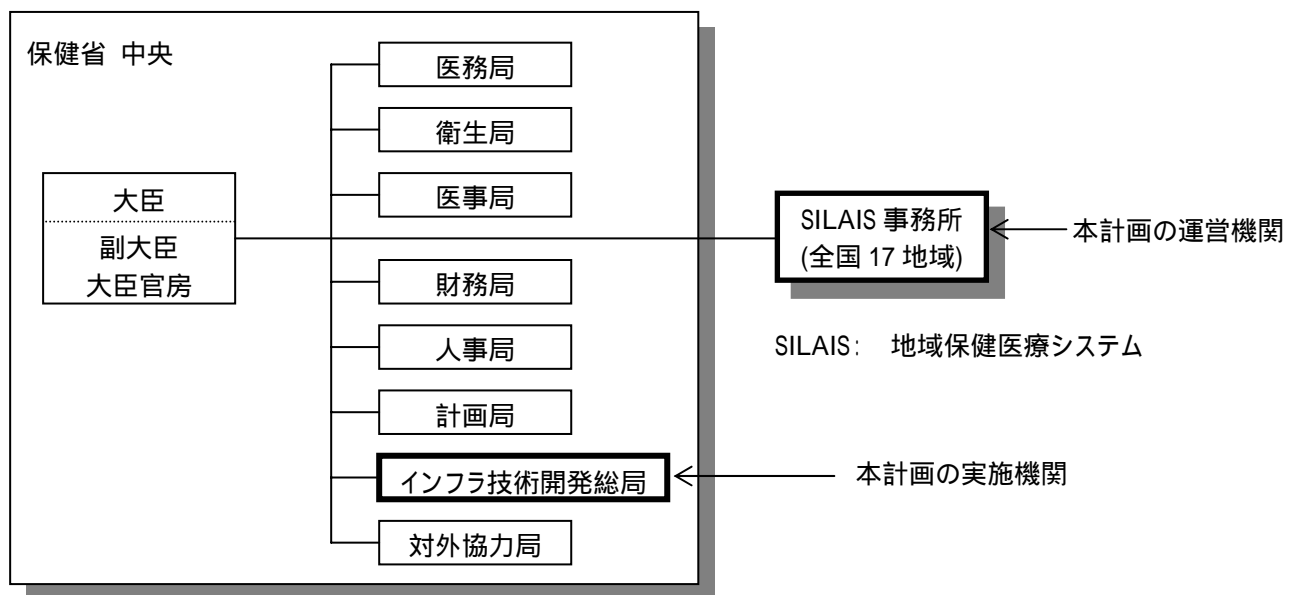 保健省 中央
医務局
衛生局
医事局
大臣
副大臣
大臣官房
財務局
人事局
計画局
インフラ技術開発総局
対外協力局
SILAIS 事務所
(全国 17 地域)
本計画の運営機関
SILAIS: 地域保健医療システム
本計画の実施機関